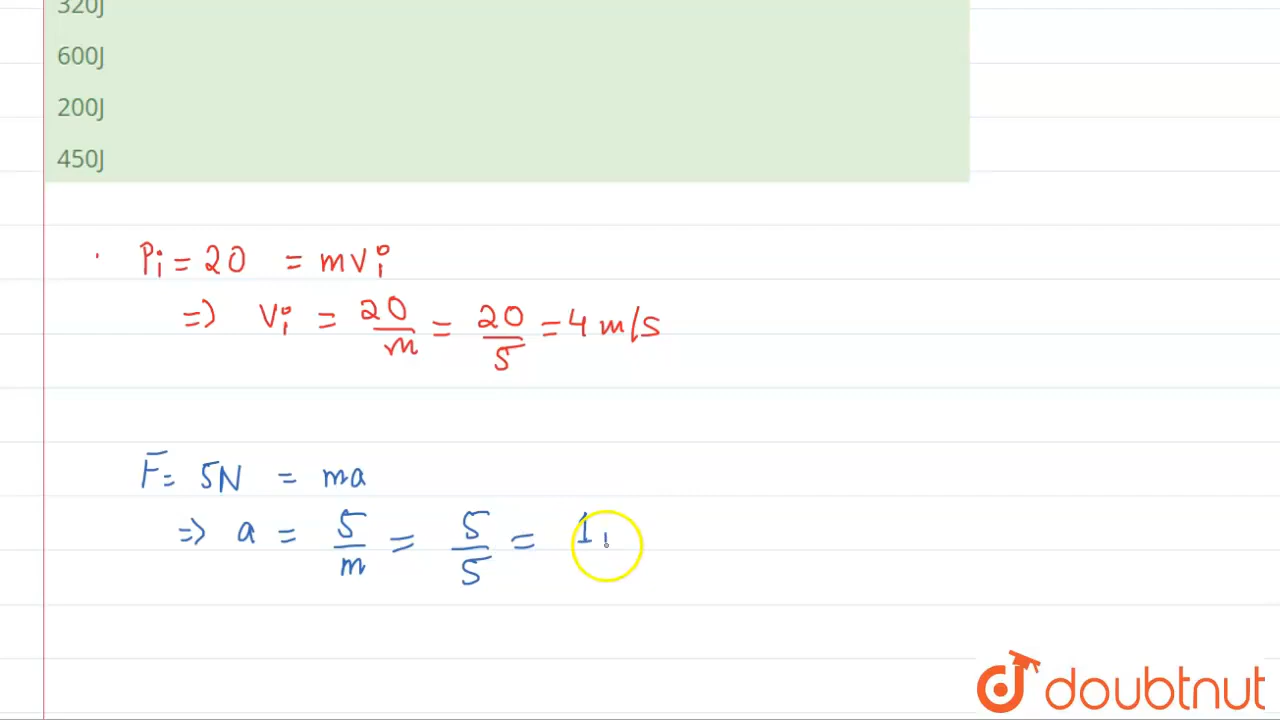 320J
600J
200J
450J
Pi = 20 = mvi
=> vi = 20/m = 20/5 = 4 m/s
F = 5N = ma
=> a = 5/m = 5/5 = 1
doubtnut